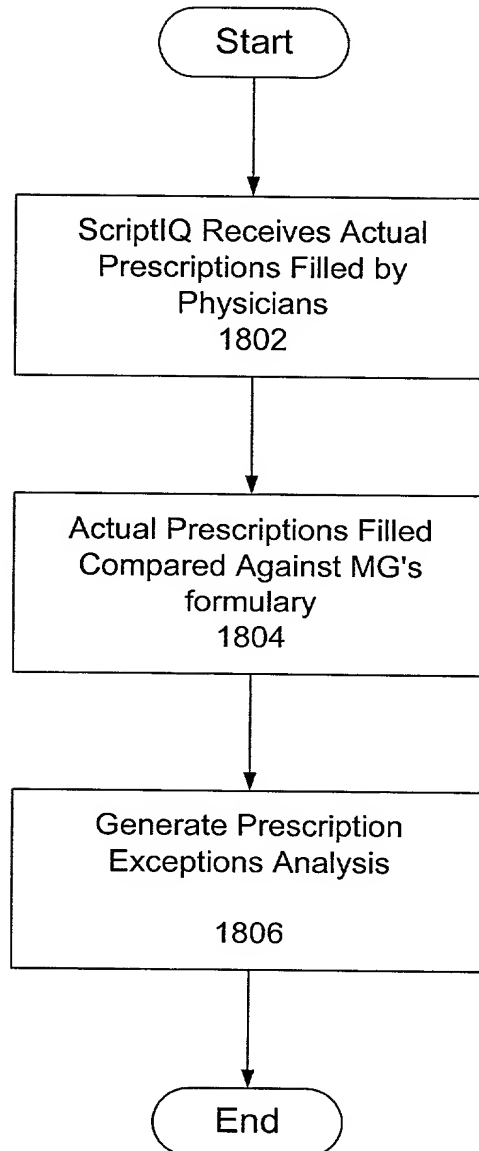 Start
ScriptIQ Receives Actual
Prescriptions Filled by
Physicians
1802
Actual Prescriptions Filled
Compared Against MG's
formulary
1804
Generate Prescription
Exceptions Analysis
1806
End